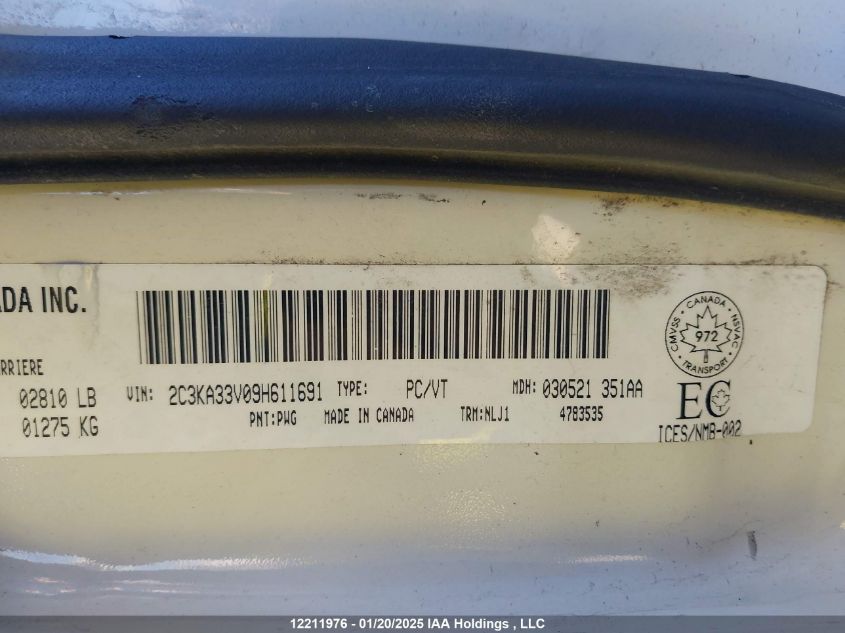 ADA INC.
RRIERE
02810 LB
01275 KG
VIN: 2C3KA33V09H611691 TYPE: PC/VT MDH: 030521 351AA
PNT:PWG MADE IN CANADA TRM:NLJ1 4783535
CANADA
CMVSS 972 NSVAC
TRANSPORT
EC
ICES/NMB-002
12211976 - 01/20/2025 IAA Holdings , LLC